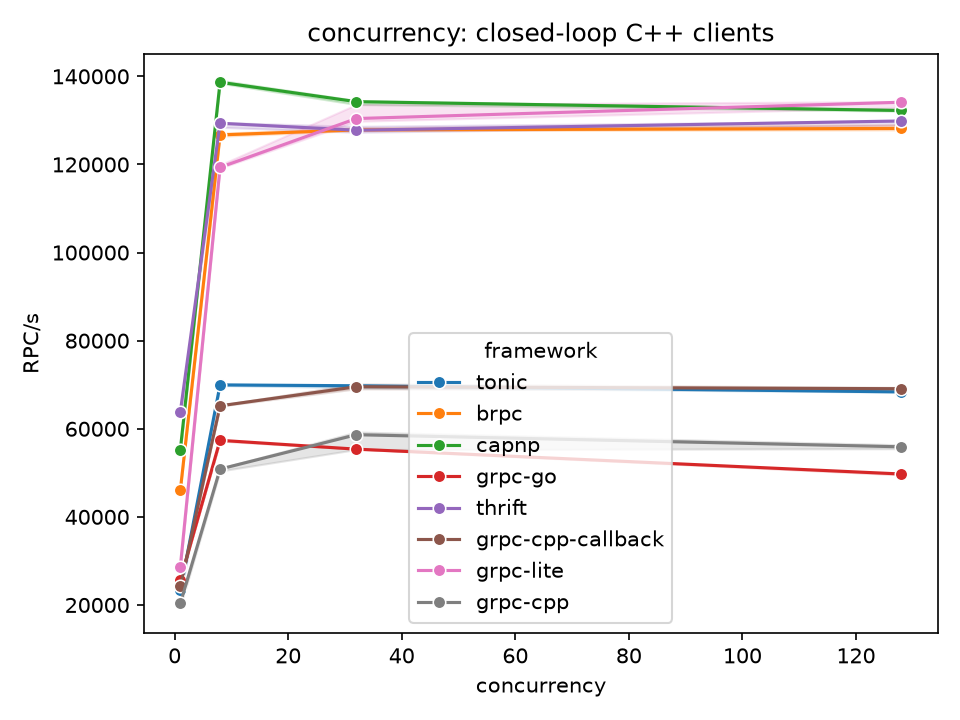 concurrency: closed-loop C++ clients
140000
120000
100000
80000
60000
40000
20000
RPC/s
framework
tonic
brpc
capnp
grpc-go
thrift
grpc-cpp-callback
grpc-lite
grpc-cpp
0 20 40 60 80 100 120
concurrency